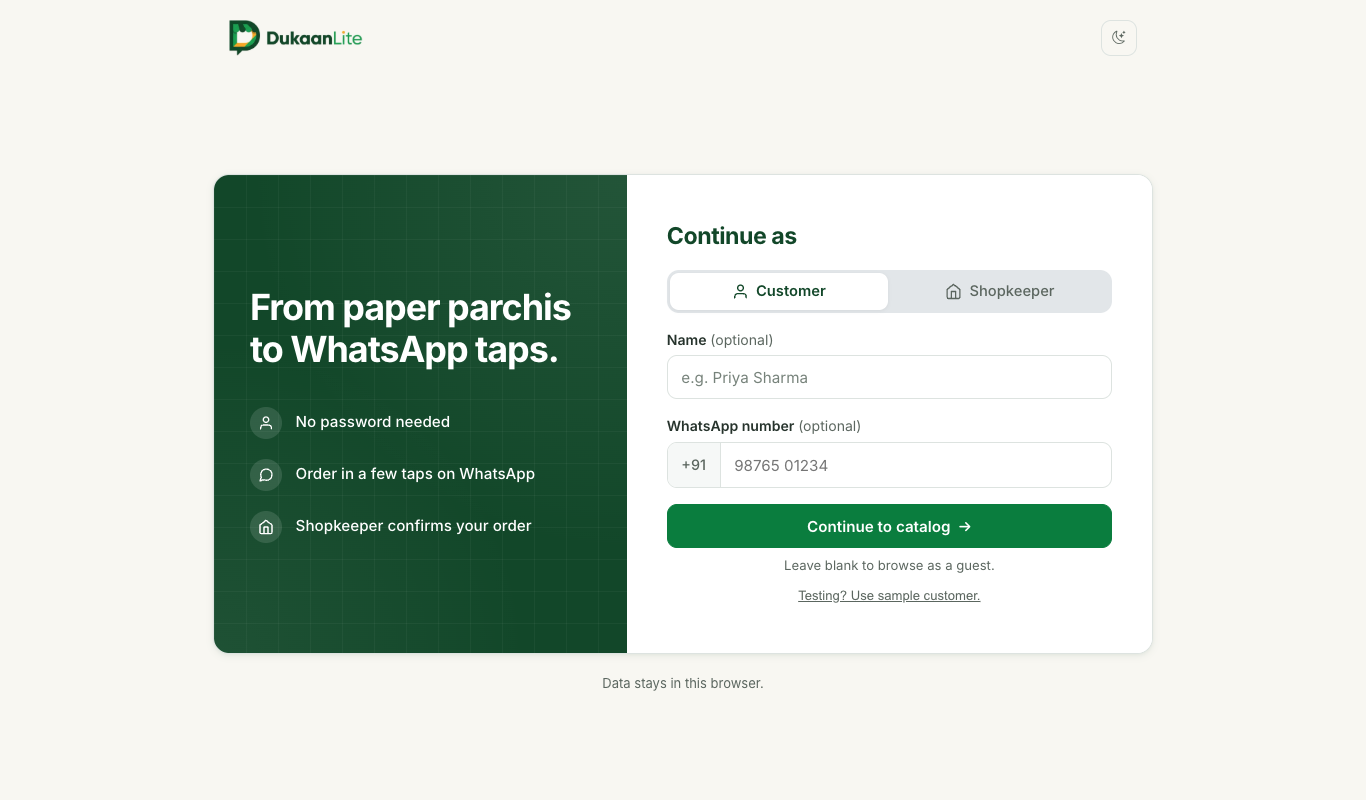 DukaanLite
From paper parchis
to WhatsApp taps.
No password needed
Order in a few taps on WhatsApp
Shopkeeper confirms your order
Continue as
Customer
Shopkeeper
Name (optional)
e.g. Priya Sharma
WhatsApp number (optional)
+91
98765 01234
Continue to catalog →
Leave blank to browse as a guest.
Testing? Use sample customer.
Data stays in this browser.